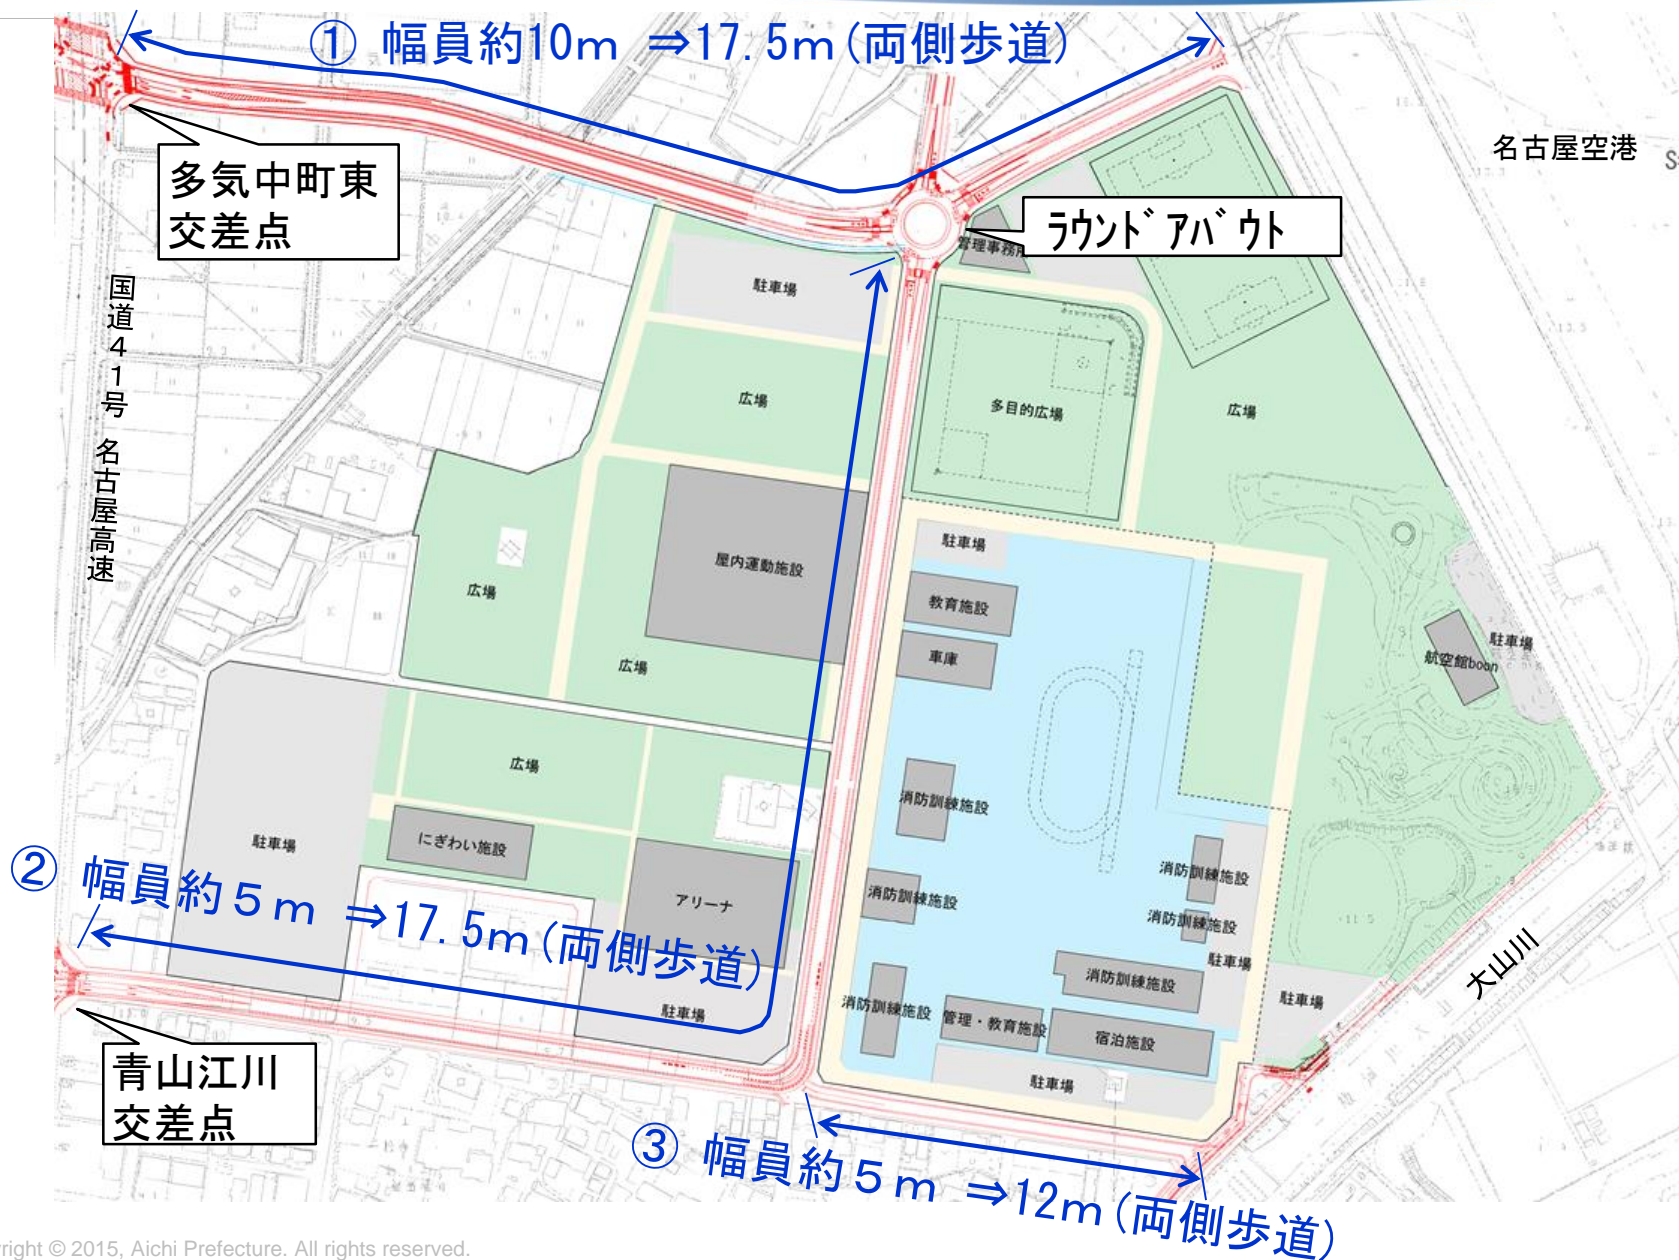 ① 幅員約10m ⇒17.5m(両側歩道)
名古屋空港
S
多気中町東
交差点
ラウンドアバウト
管理事務所
国道41号 名古屋高速
駐車場
広場
多目的広場
広場
駐車場
屋内運動施設
教育施設
広場
車庫
駐車場
航空館boon
広場
広場
消防訓練施設
駐車場
にぎわい施設
消防訓練施設
② 幅員約5m ⇒17.5m(両側歩道)
アリーナ
消防訓練施設
消防訓練施設
駐車場
大山川
消防訓練施設
駐車場
駐車場
消防訓練施設
管理・教育施設
宿泊施設
駐車場
青山江川
交差点
③ 幅員約5m ⇒12m(両側歩道)
right © 2015, Aichi Prefecture. All rights reserved.